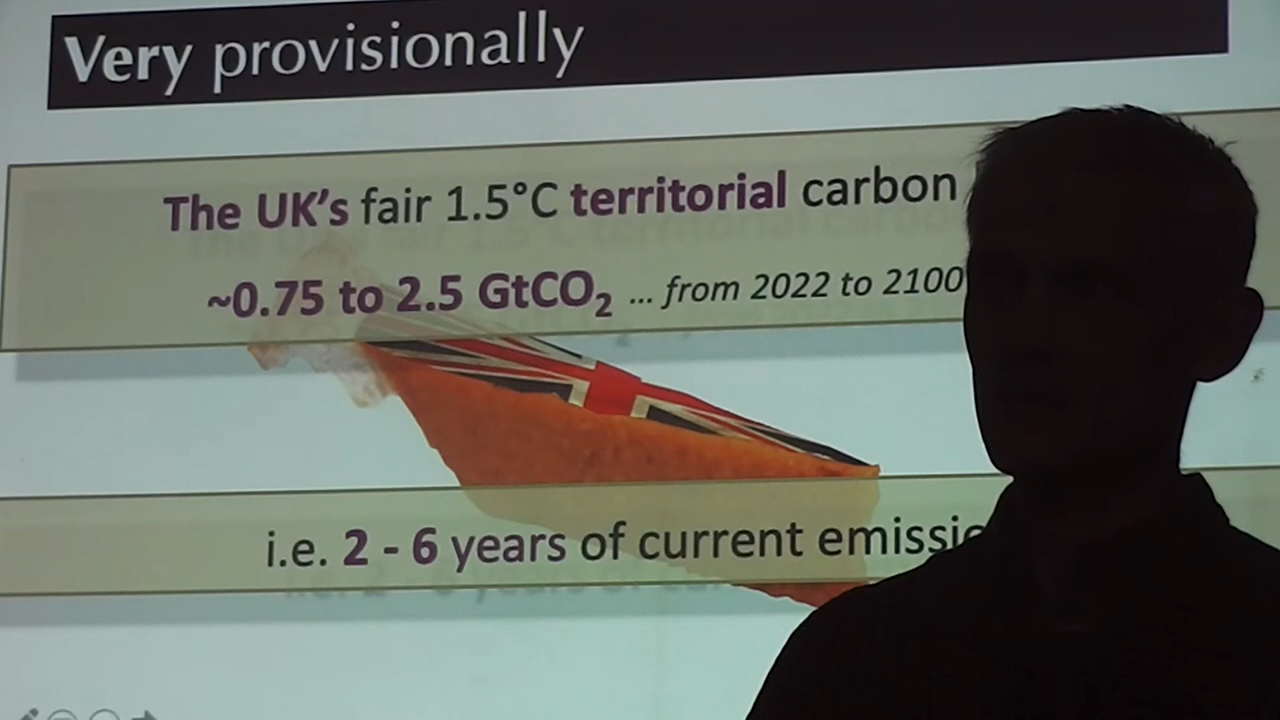 Very provisionally
The UK's fair 1.5°C territorial carbon
~0.75 to 2.5 GtCO₂ ... from 2022 to 2100
i.e. 2 - 6 years of current